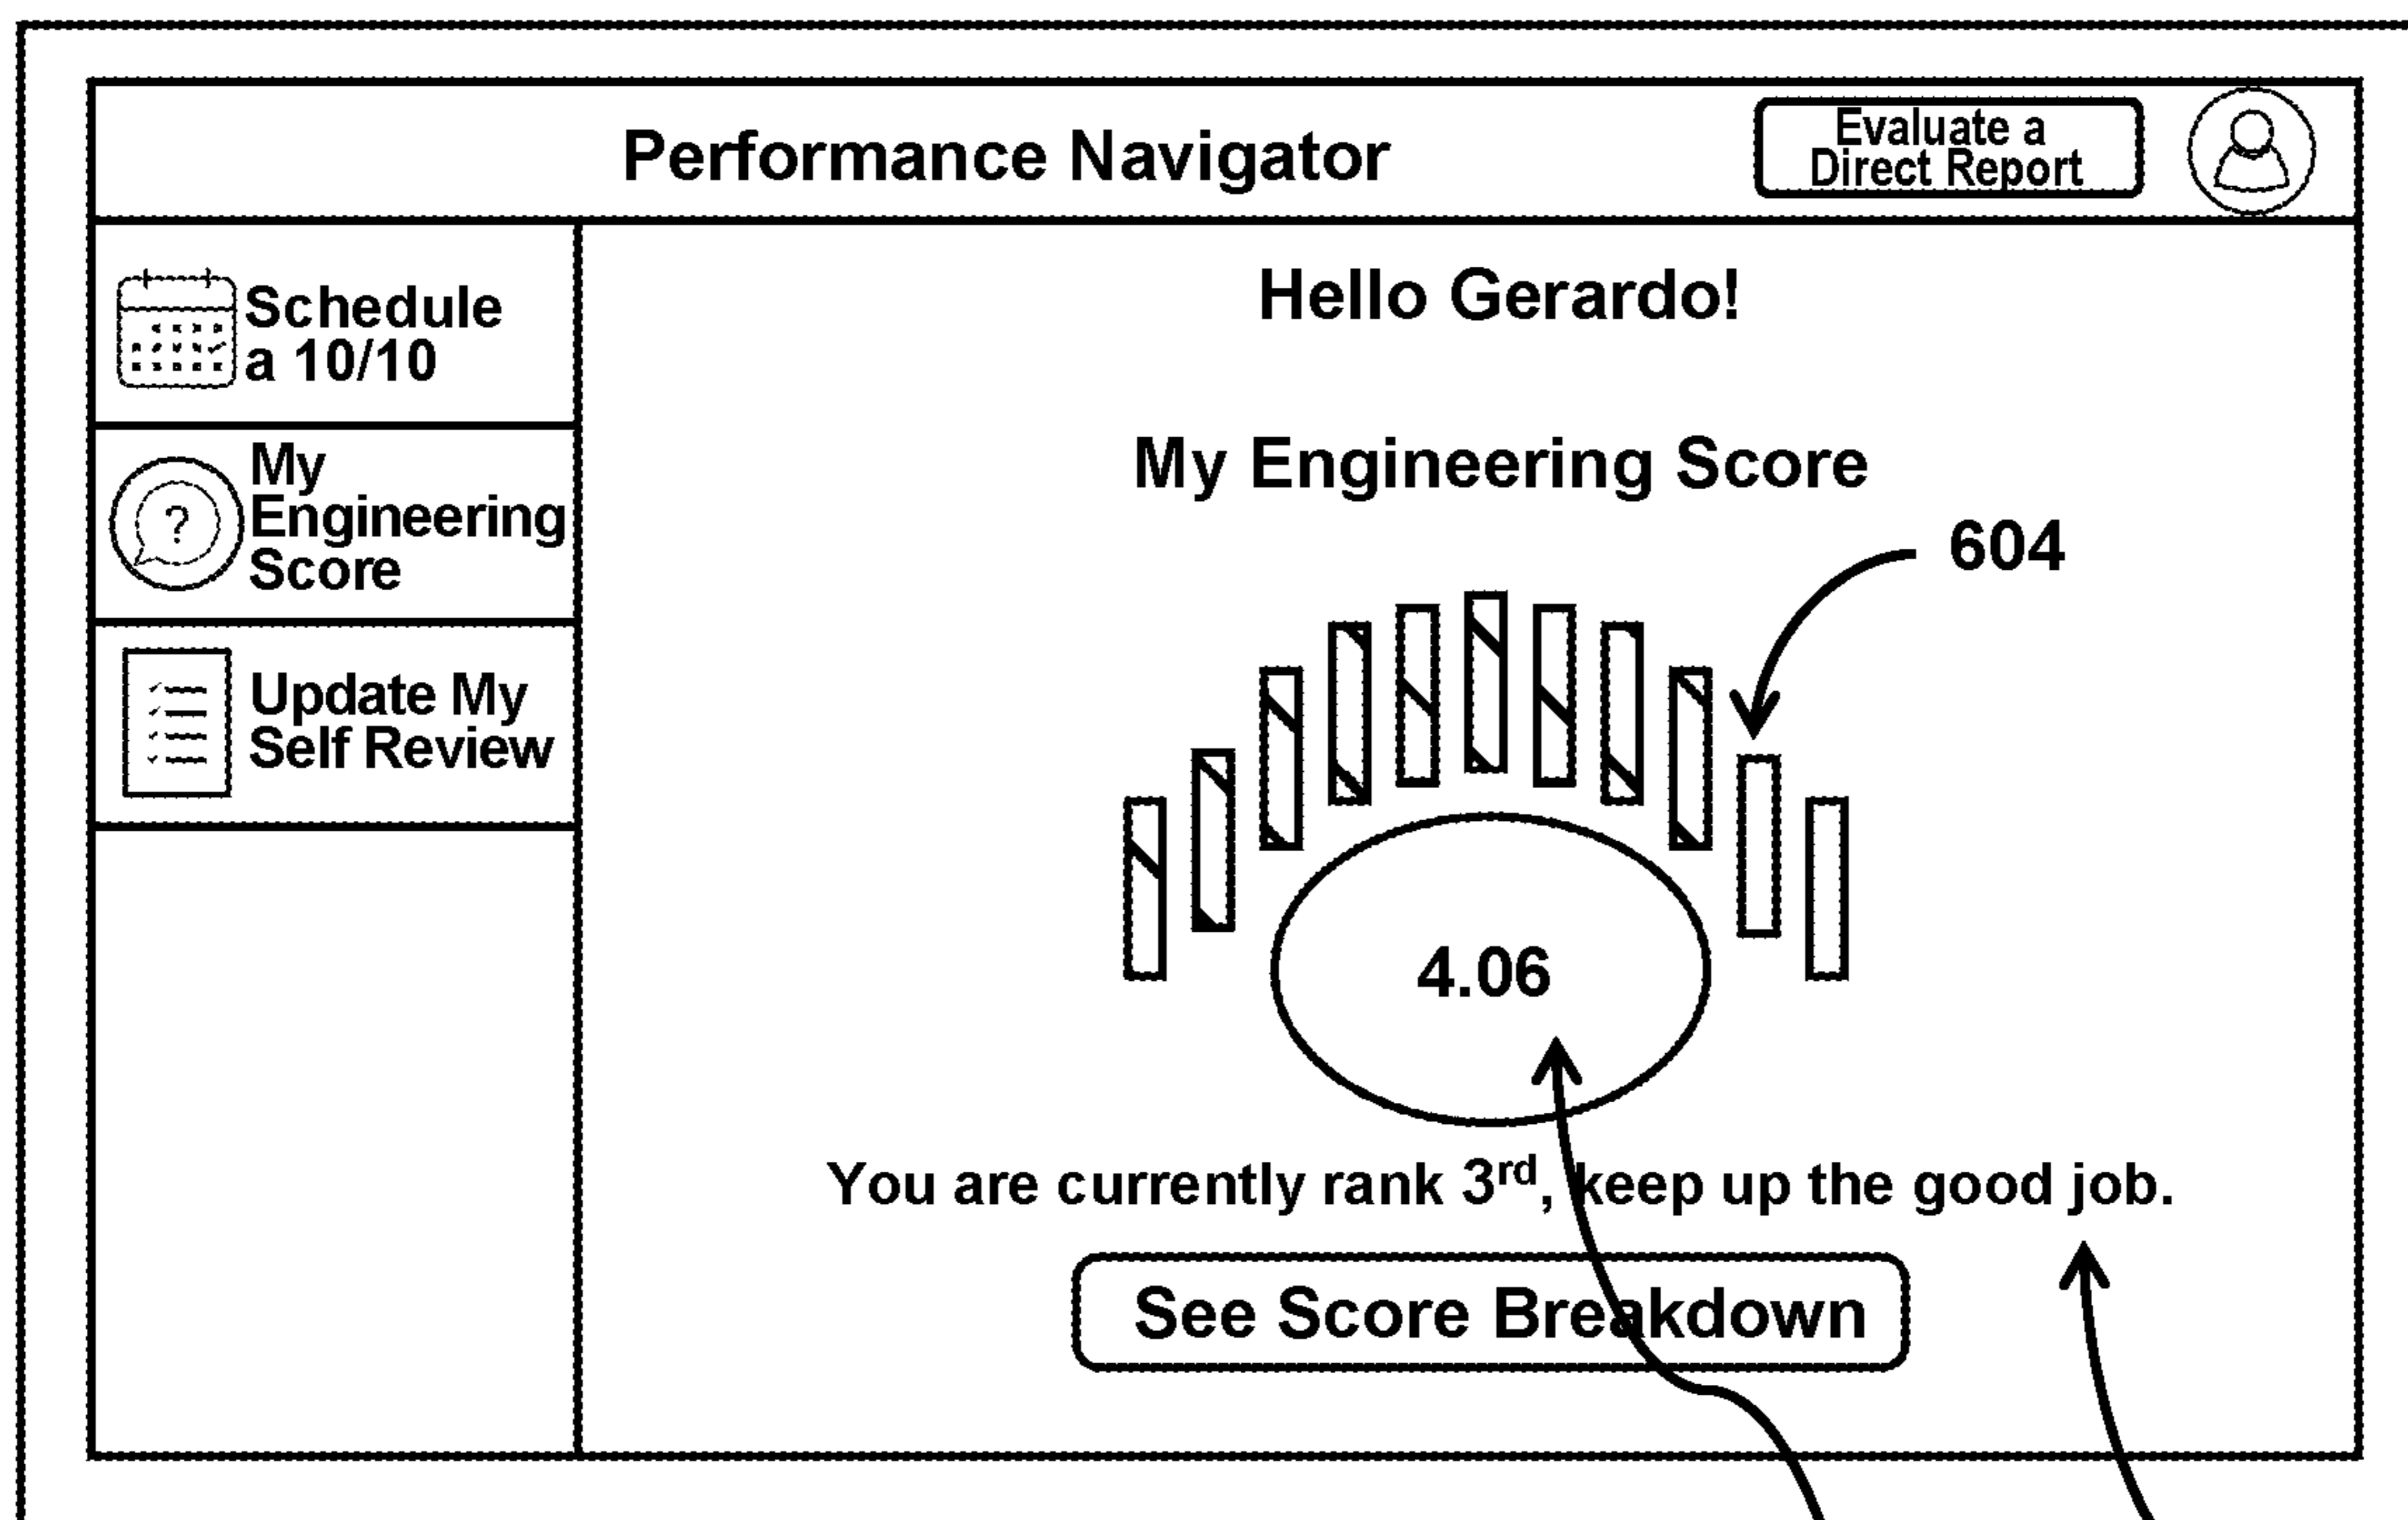 Performance Navigator
Evaluate a
Direct Report
Schedule
a 10/10
My
Engineering
Score
?
Update My
Self Review
Hello Gerardo!
My Engineering Score
604
4.06
You are currently rank 3rd, keep up the good job.
See Score Breakdown